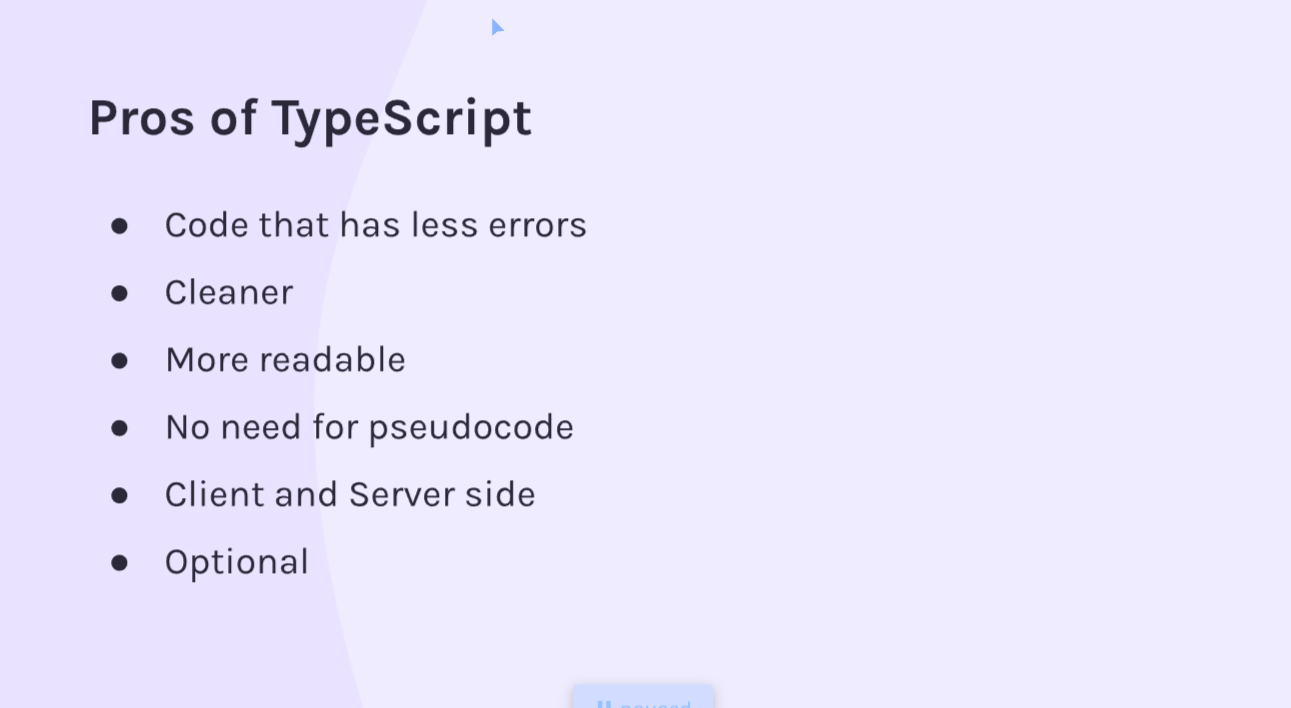 Pros of TypeScript
● Code that has less errors
● Cleaner
● More readable
● No need for pseudocode
● Client and Server side
● Optional
paused